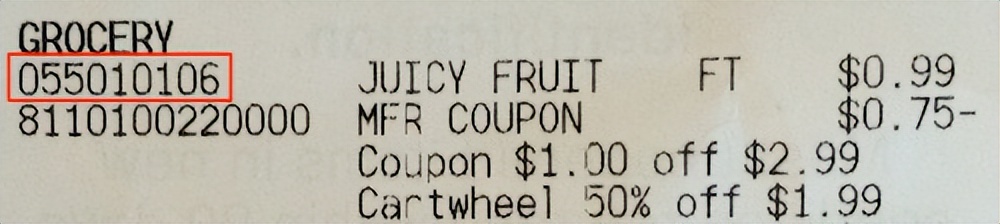 GROCERY
055010106 JUICY FRUIT FT $0.99
8110100220000 MFR COUPON $0.75-
Coupon $1.00 off $2.99
Cartwheel 50% off $1.99